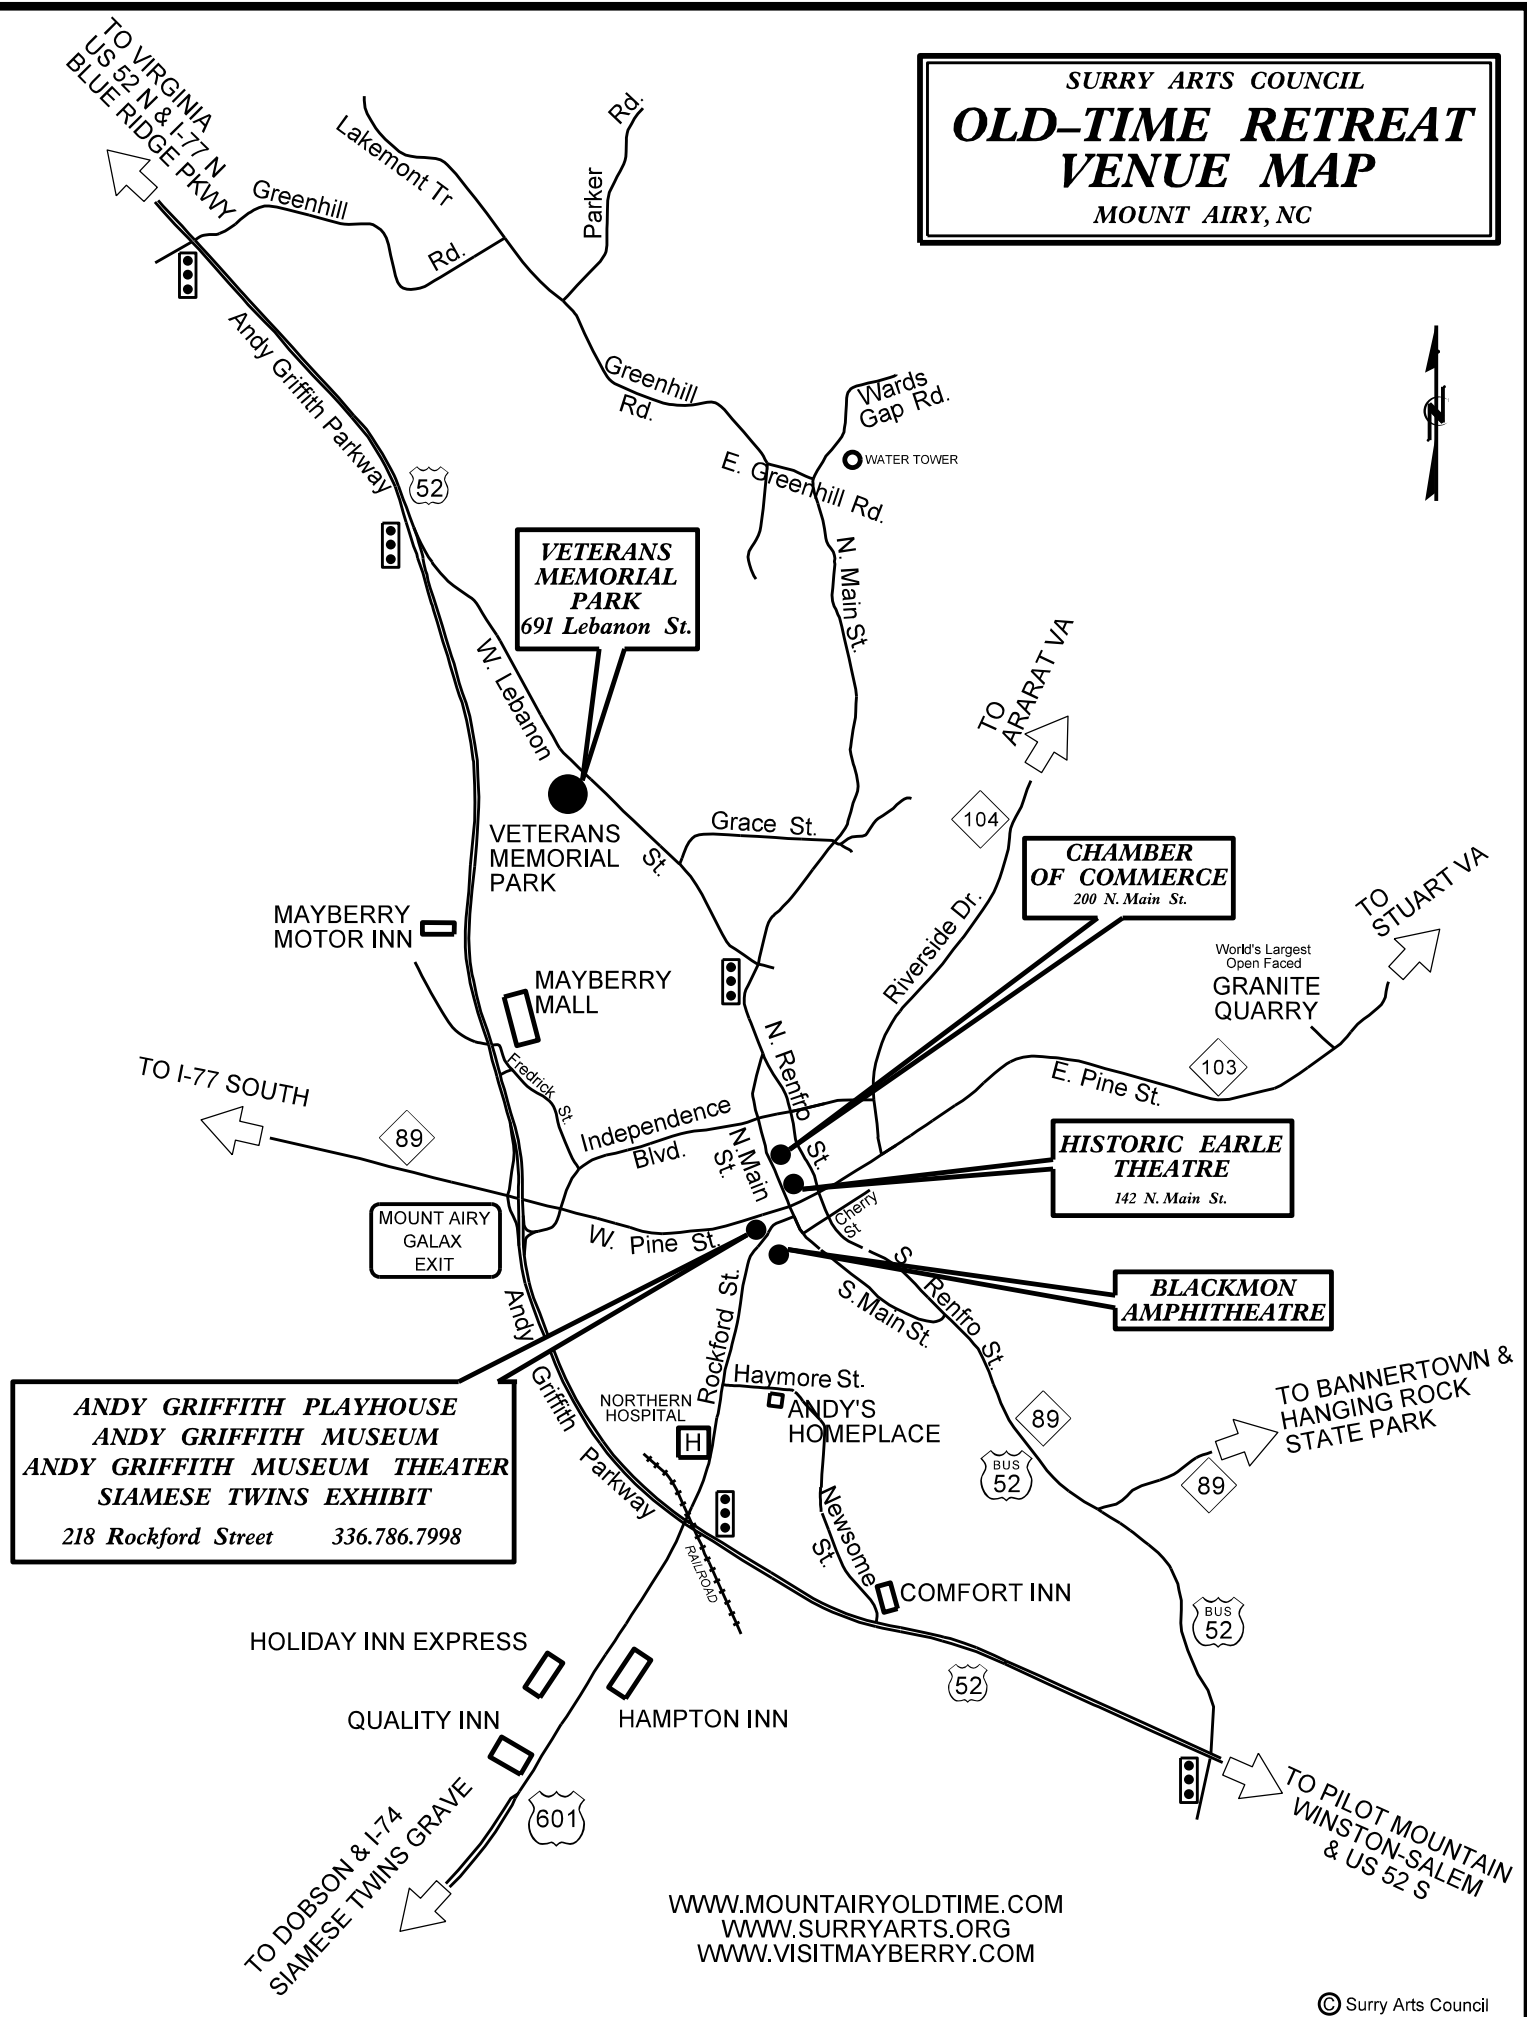 SURRY ARTS COUNCIL
OLD-TIME RETREAT
VENUE MAP
MOUNT AIRY, NC
TO VIRGINIA
US 52 N & I-77 N
BLUE RIDGE PKWY
Lakemont Tr
Parker Rd.
Greenhill Rd.
Andy Griffith Parkway
52
Greenhill
Rd.
Wards
Gap Rd.
WATER TOWER
E. Greenhill Rd.
N
VETERANS
MEMORIAL
PARK
691 Lebanon St.
N. Main St.
W. Lebanon St.
TO
ARARAT VA
VETERANS
MEMORIAL
PARK
Grace St.
104
CHAMBER
OF COMMERCE
200 N. Main St.
TO
STUART VA
MAYBERRY
MOTOR INN
Riverside Dr.
World's Largest
Open Faced
GRANITE
QUARRY
MAYBERRY
MALL
N. Renfro St.
TO I-77 SOUTH
Fredrick St.
103
E. Pine St.
89
Independence
Blvd.
N. Main
St.
HISTORIC EARLE
THEATRE
142 N. Main St.
MOUNT AIRY
GALAX
EXIT
W. Pine St.
Cherry
St
S. Renfro St.
S. Main St.
BLACKMON
AMPHITHEATRE
Andy Griffith Parkway
Rockford St.
ANDY GRIFFITH PLAYHOUSE
ANDY GRIFFITH MUSEUM
ANDY GRIFFITH MUSEUM THEATER
SIAMESE TWINS EXHIBIT
218 Rockford Street 336.786.7998
NORTHERN
HOSPITAL
H
Haymore St.
ANDY'S
HOMEPLACE
89
TO BANNERTOWN &
HANGING ROCK
STATE PARK
BUS
52
89
Newsome
St.
RAILROAD
COMFORT INN
BUS
52
HOLIDAY INN EXPRESS
52
QUALITY INN
HAMPTON INN
601
TO DOBSON & I-74
SIAMESE TWINS GRAVE
TO PILOT MOUNTAIN
WINSTON-SALEM
& US 52 S
WWW.MOUNTAIRYOLDTIME.COM
WWW.SURRYARTS.ORG
WWW.VISITMAYBERRY.COM
© Surry Arts Council